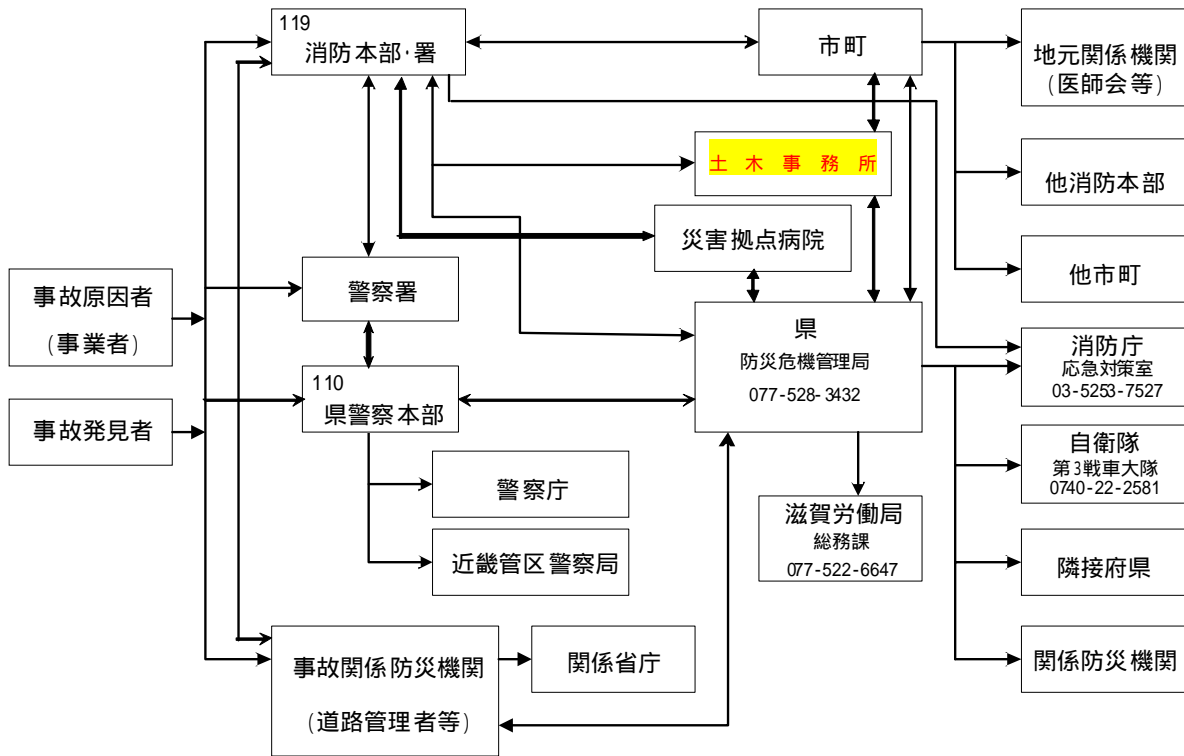 119
消防本部・署
市町
地元関係機関
(医師会等)
土木事務所
他消防本部
災害拠点病院
他市町
事故原因者
(事業者)
警察署
県
防災危機管理局
077-528-3432
消防庁
応急対策室
03-5253-7527
110
県警察本部
事故発見者
自衛隊
第3戦車大隊
0740-22-2581
警察庁
滋賀労働局
総務課
077-522-6647
近畿管区警察局
隣接府県
事故関係防災機関
(道路管理者等)
関係省庁
関係防災機関